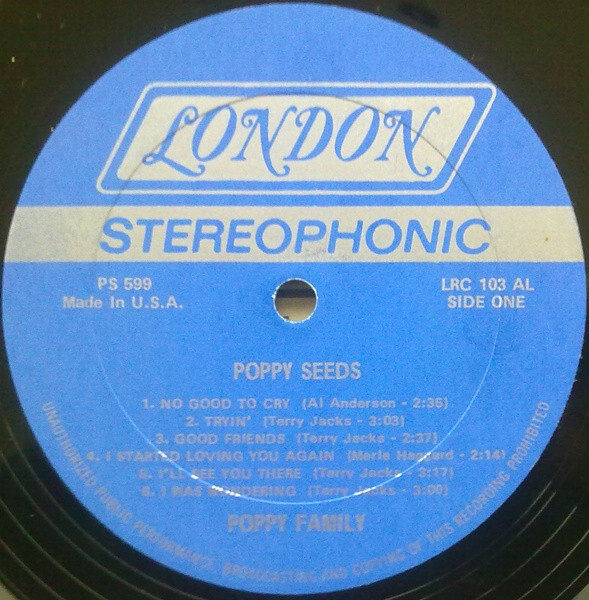 LONDON
STEREOPHONIC
PS 599
Made In U.S.A.
LRC 103 AL
SIDE ONE
POPPY SEEDS
1. NO GOOD TO CRY (Al Anderson - 2:35)
2. TRYIN' (Terry Jacks - 3:03)
3. GOOD FRIENDS (Terry Jacks - 2:37)
4. I STARTED LOVING YOU AGAIN (Merle Haggard - 2:14)
5. I'LL SEE YOU THERE (Terry Jacks - 3:17)
6. I WAS WONDERING (Terry Jacks - 3:00)
POPPY FAMILY
UNAUTHORIZED PUBLIC PERFORMANCE, BROADCASTING AND COPYING OF THIS RECORDING PROHIBITED